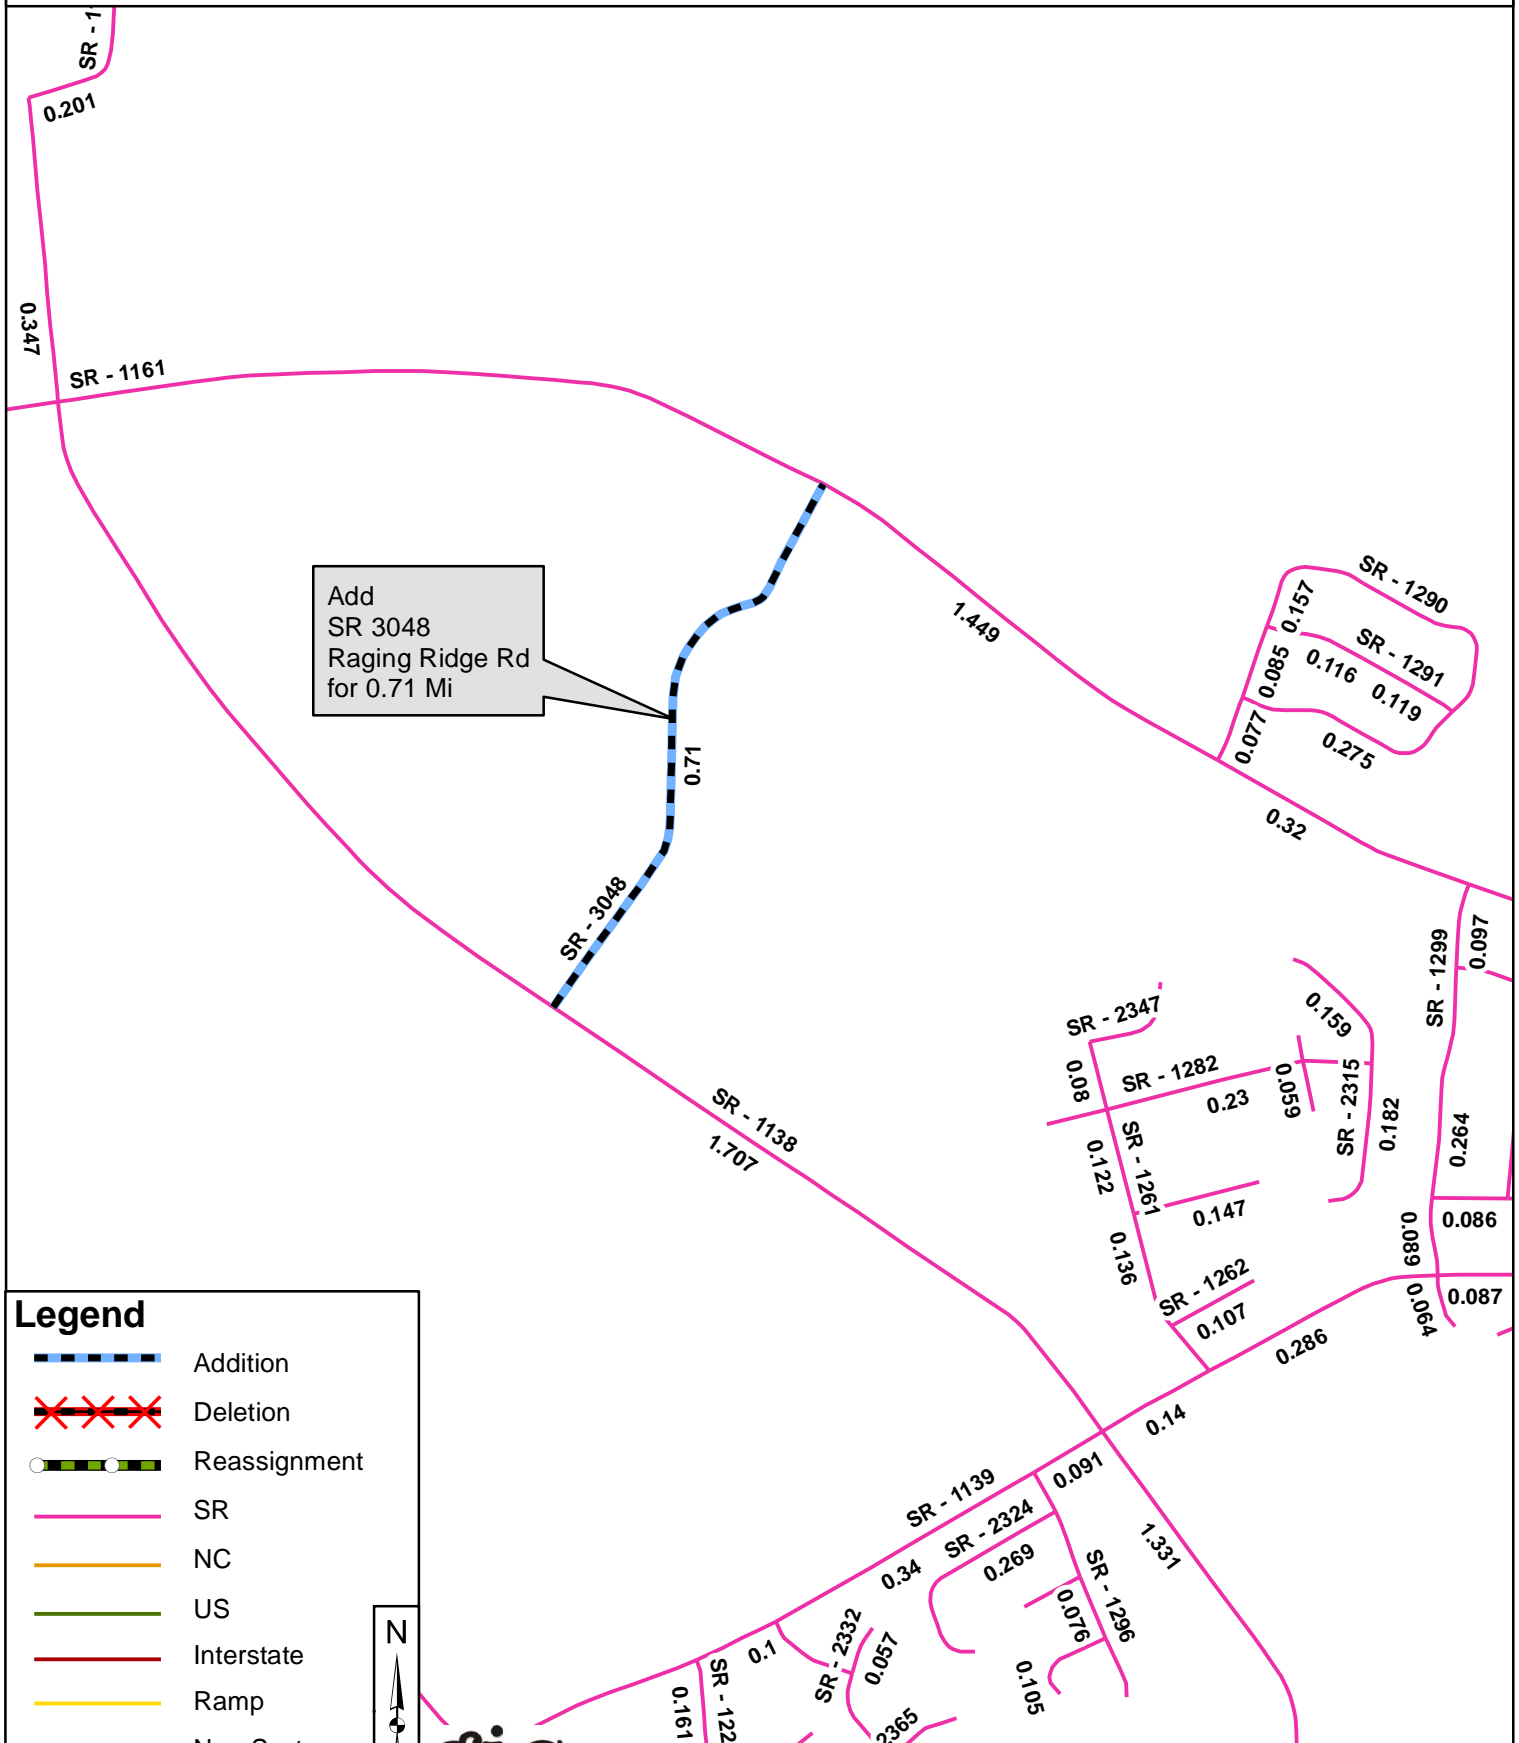 SR - 1
0.201
0.347
SR - 1161
Add
SR 3048
Raging Ridge Rd
for 0.71 Mi
0.71
SR - 3048
1.449
SR - 1290
0.157
SR - 1291
0.116
0.119
0.085
0.077
0.275
0.32
SR - 1299
0.097
SR - 2347
0.08
SR - 1282
0.23
0.059
0.159
SR - 2315
0.182
0.264
SR - 1138
1.707
0.122
SR - 1261
0.147
0.136
SR - 1262
0.107
0.089
0.086
0.064
0.087
0.286
0.14
0.091
SR - 1139
SR - 2324
0.34
0.269
1.331
SR - 1296
0.076
0.105
0.1
SR - 2332
0.057
SR - 122
0.161
2365
Legend
Addition
Deletion
Reassignment
SR
NC
US
Interstate
Ramp
N